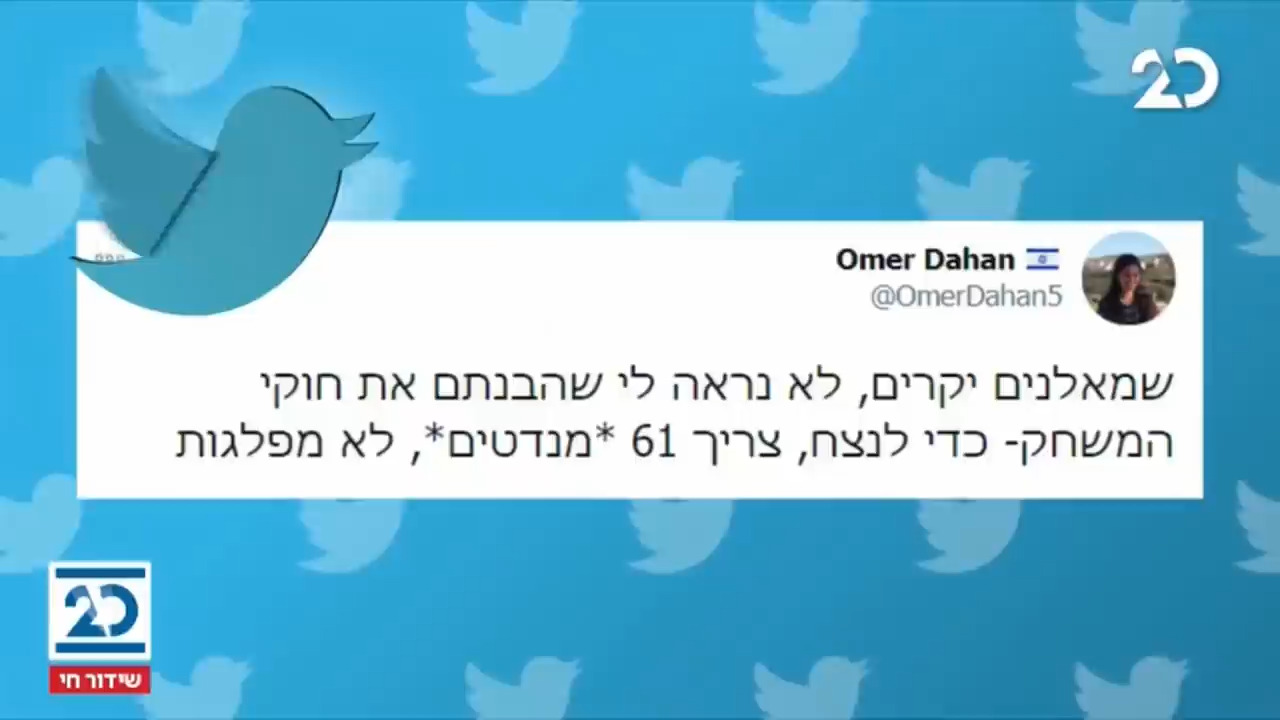 20
Omer Dahan
@OmerDahan5
שמאלנים יקרים, לא נראה לי שהבנתם את חוקי
המשחק- כדי לנצח, צריך 61 *מנדטים*, לא מפלגות
20
שידור חי